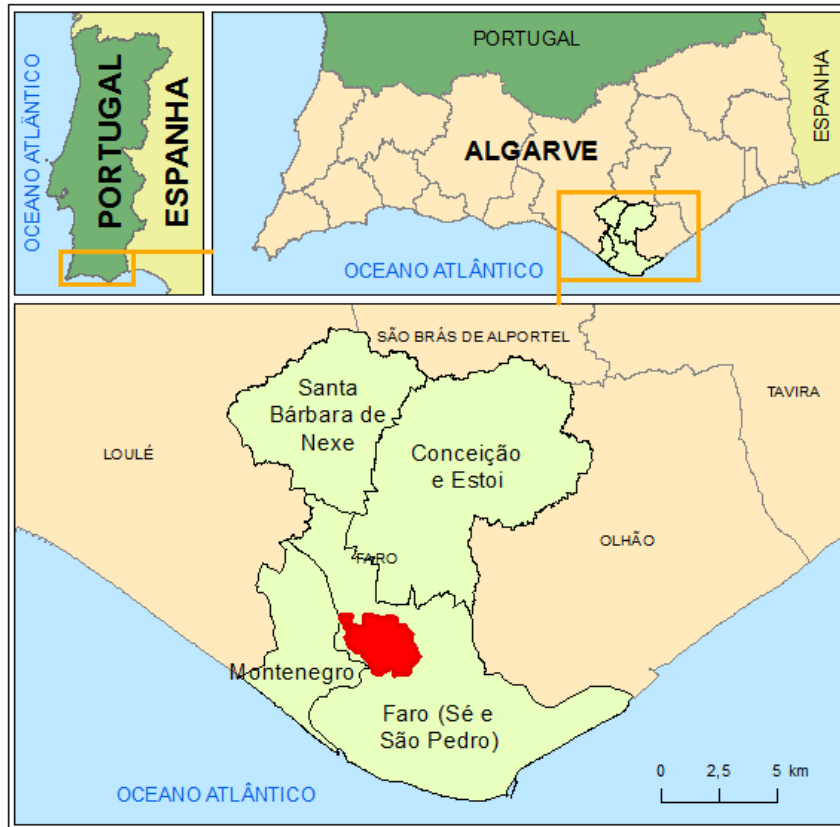 OCEANO ATLÂNTICO
PORTUGAL
ESPANHA
PORTUGAL
ESPANHA
ALGARVE
OCEANO ATLÂNTICO
SÃO BRÁS DE ALPORTEL
TAVIRA
Santa
Bárbara de
Nexe
LOULÉ
Conceição
e Estoi
OLHÃO
FARO
Montenegro
Faro (Sé e
São Pedro)
0 2,5 5 km
OCEANO ATLÂNTICO